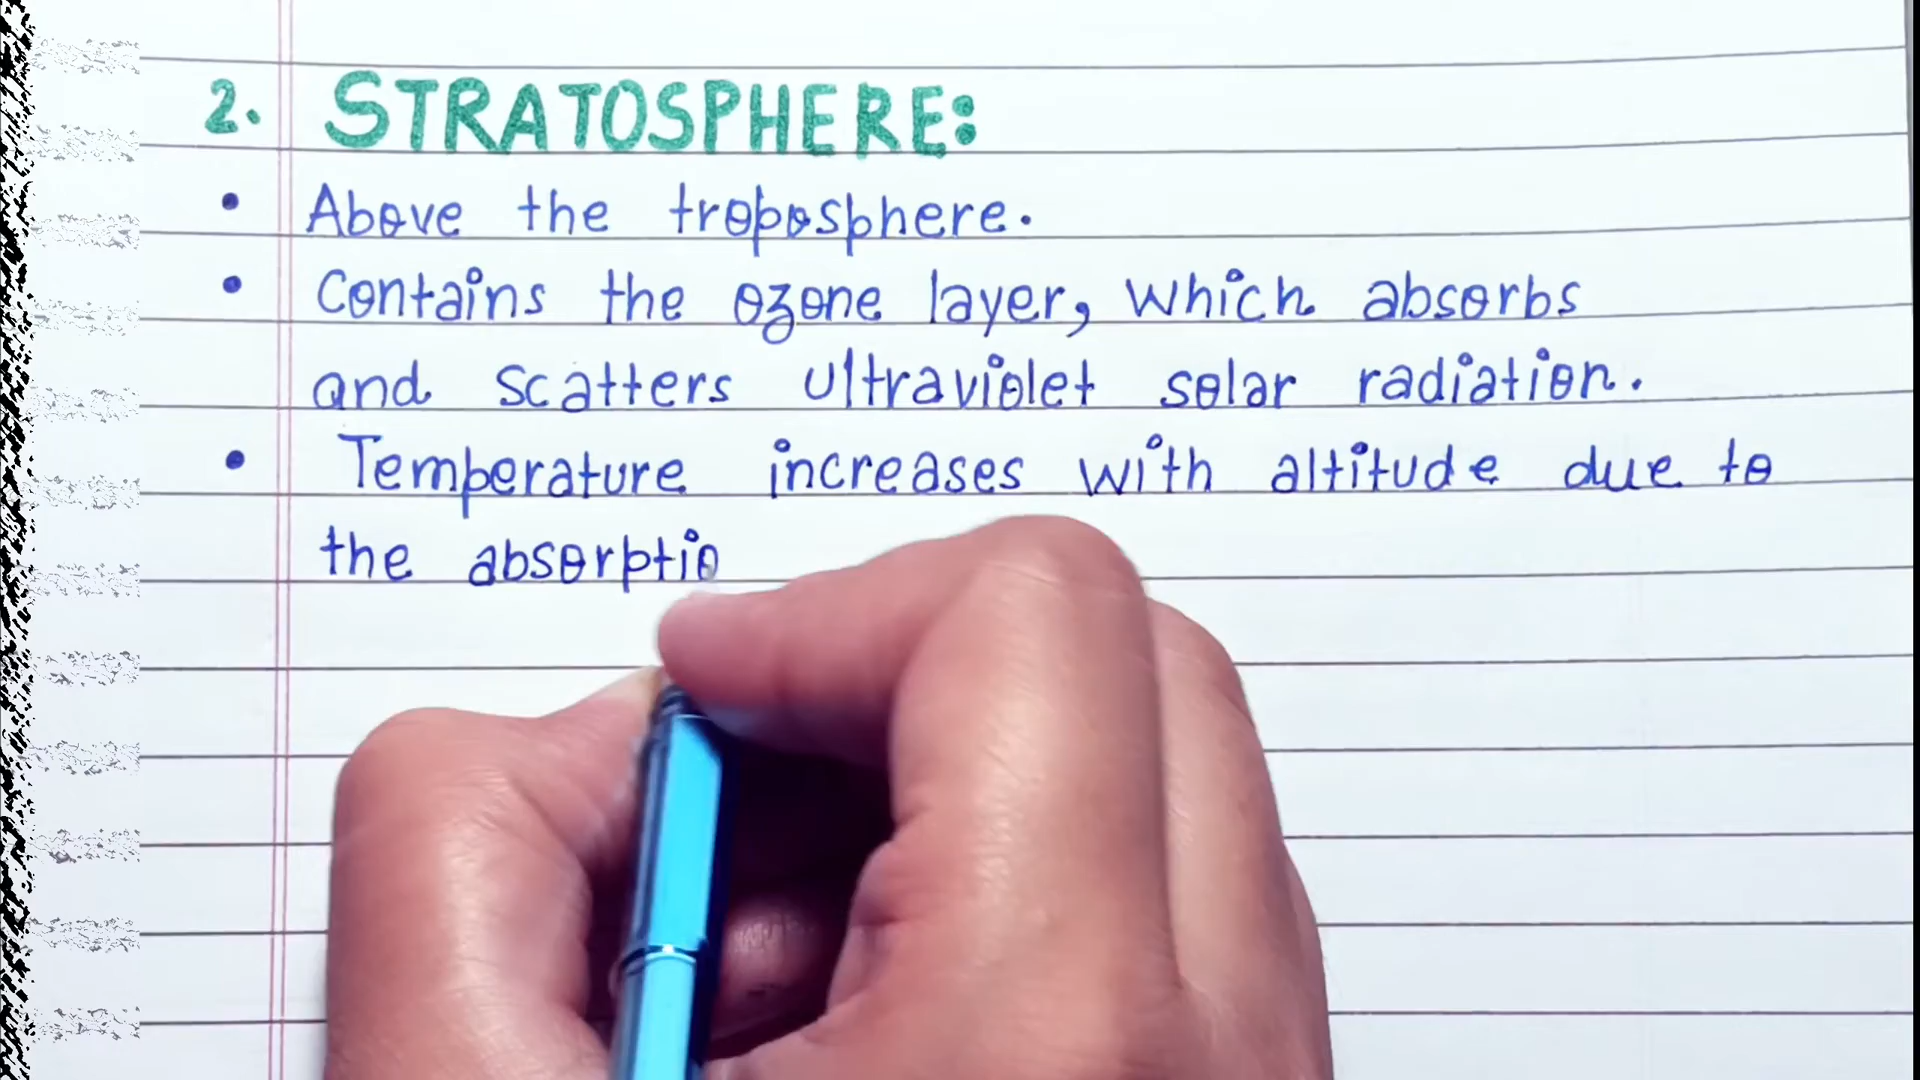 2. STRATOSPHERE:
• Above the troposphere.
• Contains the ozone layer, which absorbs
and scatters ultraviolet solar radiation.
• Temperature increases with altitude due to
the absorptio